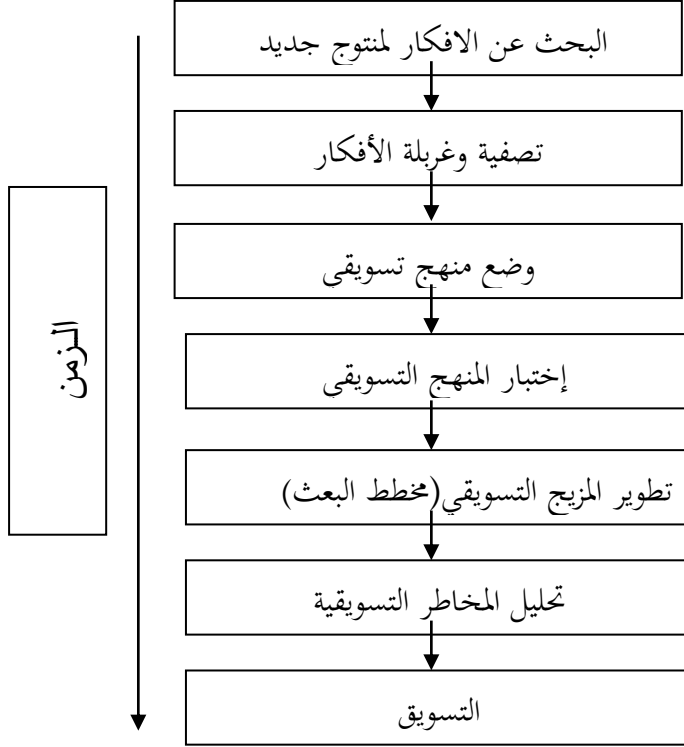 البحث عن الافكار لمنتوج جديد
تصفية وغربلة الأفكار
وضع منهج تسويقي
إختبار المنهج التسويقي
تطوير المزيج التسويقي(مخطط البعث)
تحليل المخاطر التسويقية
التسويق
الزمن